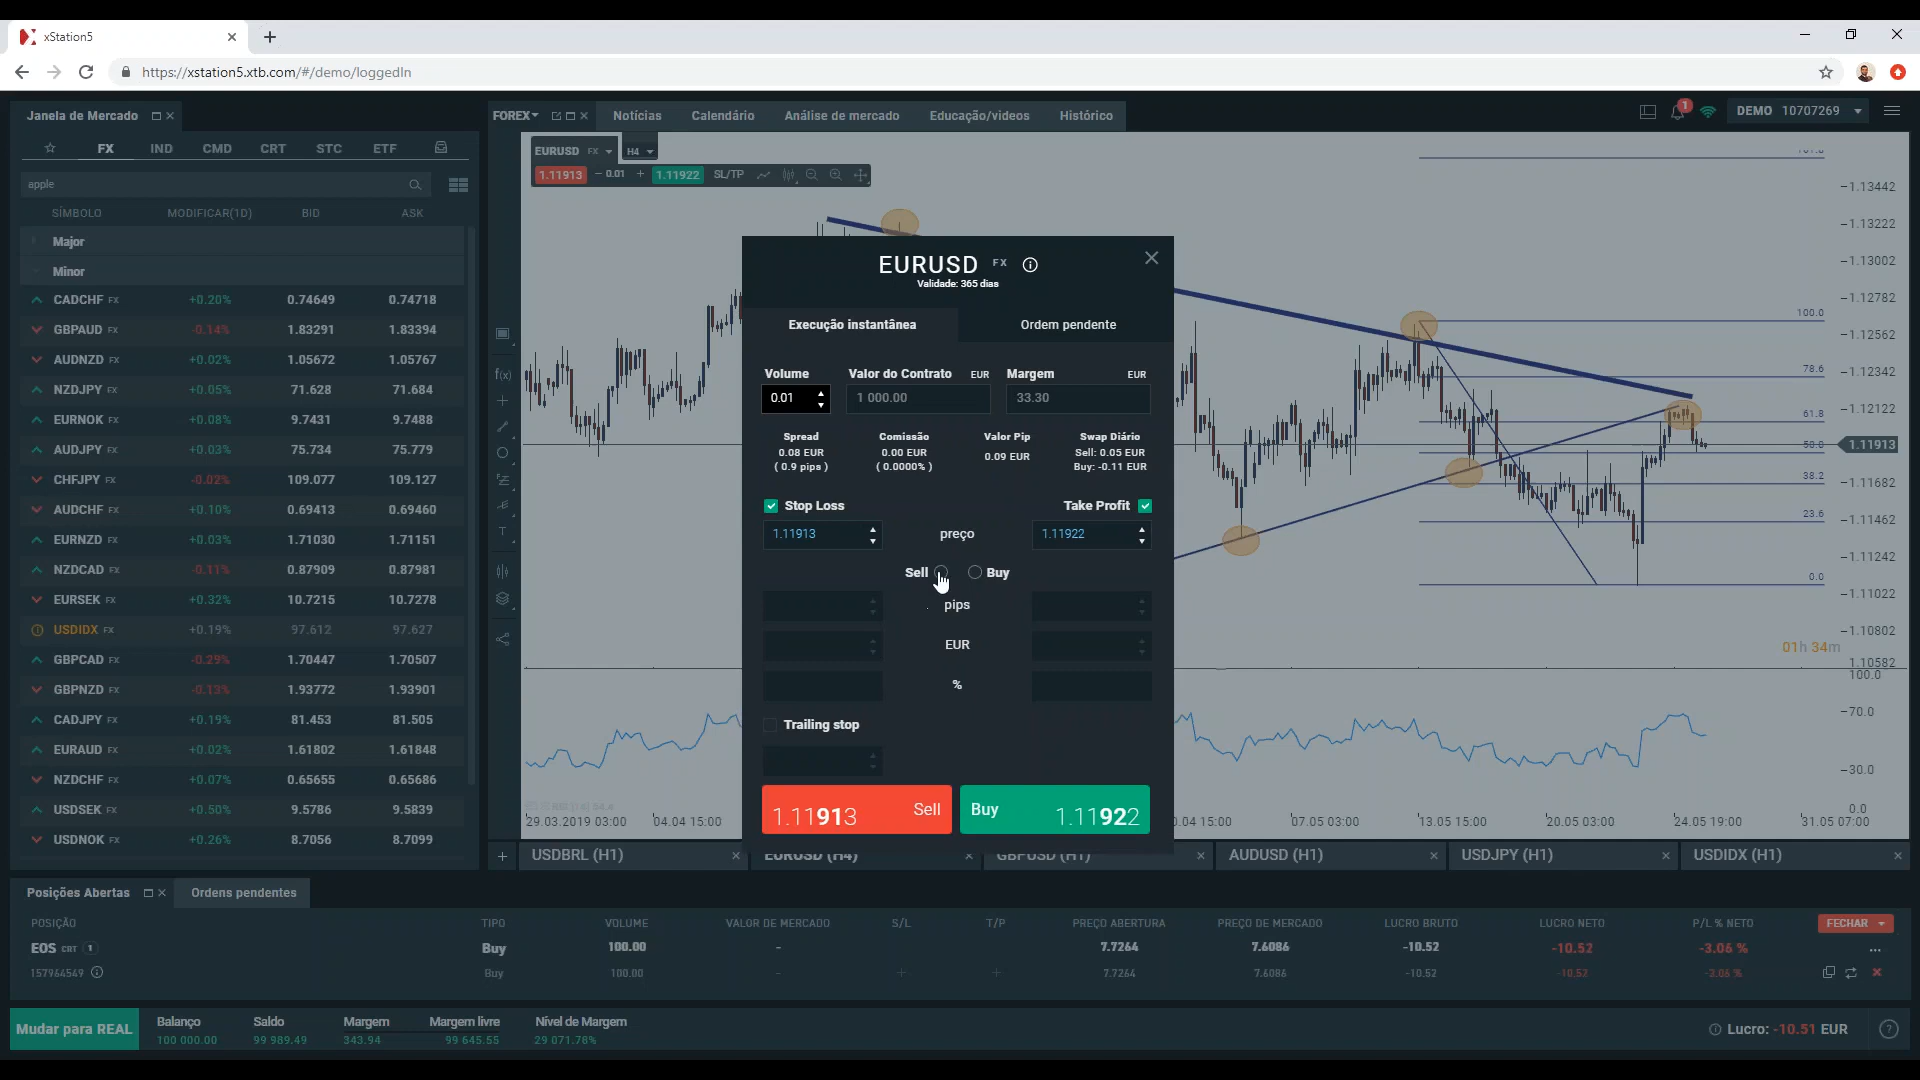 xStation5
https://xstation5.xtb.com/#/demo/loggedIn
Janela de Mercado
FOREX
Notícias
Calendário
Análise de mercado
Educação/videos
Histórico
1
DEMO 10707269
FX IND CMD CRT STC ETF
apple
SÍMBOLO MODIFICAR(1D) BID ASK
Major
Minor
CADCHF FX +0.20% 0.74649 0.74718
GBPAUD FX -0.14% 1.83291 1.83394
AUDNZD FX +0.02% 1.05672 1.05767
NZDJPY FX +0.05% 71.628 71.684
EURNOK FX +0.08% 9.7431 9.7488
AUDJPY FX +0.03% 75.734 75.779
CHFJPY FX -0.02% 109.077 109.127
AUDCHF FX +0.10% 0.69413 0.69460
EURNZD FX +0.03% 1.71030 1.71151
NZDCAD FX -0.11% 0.87909 0.87981
EURSEK FX +0.32% 10.7215 10.7278
USDIDX FX +0.19% 97.612 97.627
GBPCAD FX -0.29% 1.70447 1.70507
GBPNZD FX -0.13% 1.93772 1.93901
CADJPY FX +0.19% 81.453 81.505
EURAUD FX +0.02% 1.61802 1.61848
NZDCHF FX +0.07% 0.65655 0.65686
USDSEK FX +0.50% 9.5786 9.5839
USDNOK FX +0.26% 8.7056 8.7099
EURUSD FX H4
1.11913 0.01 1.11922 SL/TP
f(x)
T
EURUSD FX
Validade: 365 dias
Execução instantânea
Ordem pendente
Volume Valor do Contrato EUR Margem EUR
0.01 1 000.00 33.30
Spread Comissão Valor Pip Swap Diário
0.08 EUR 0.00 EUR 0.09 EUR Sell: 0.05 EUR
( 0.9 pips ) ( 0.0000% ) Buy: -0.11 EUR
Stop Loss Take Profit
1.11913 preço 1.11922
Sell Buy
pips
EUR
%
Trailing stop
1.11913 Sell
Buy 1.11922
100.0
78.6
61.8
50.0
38.2
23.6
0.0
1.13442
1.13222
1.13002
1.12782
1.12562
1.12342
1.12122
1.11913
1.11682
1.11462
1.11242
1.11022
1.10802
1.10582
01h 34m
100.0
70.0
30.0
0.0
29.03.2019 03:00
04.04 15:00
07.05 03:00
13.05 15:00
20.05 03:00
24.05 19:00
31.05 07:00
USDBRL (H1)
EURUSD (H4)
GBPUSD (H1)
AUDUSD (H1)
USDJPY (H1)
USDIDX (H1)
Posições Abertas
Ordens pendentes
POSIÇÃO TIPO VOLUME VALOR DE MERCADO S/L T/P PREÇO ABERTURA PREÇO DE MERCADO LUCRO BRUTO LUCRO NETO P/L % NETO FECHAR
EOS CRT 1 Buy 100.00 - 7.7264 7.6086 -10.52 -10.52 -3.06 % ...
157964549 Buy 100.00 - + + 7.7264 7.6086 -10.52 -10.52 -3.06 %
Mudar para REAL
Balanço Saldo Margem Margem livre Nível de Margem
100 000.00 99 989.49 343.94 99 645.55 29 071.76%
Lucro: -10.51 EUR